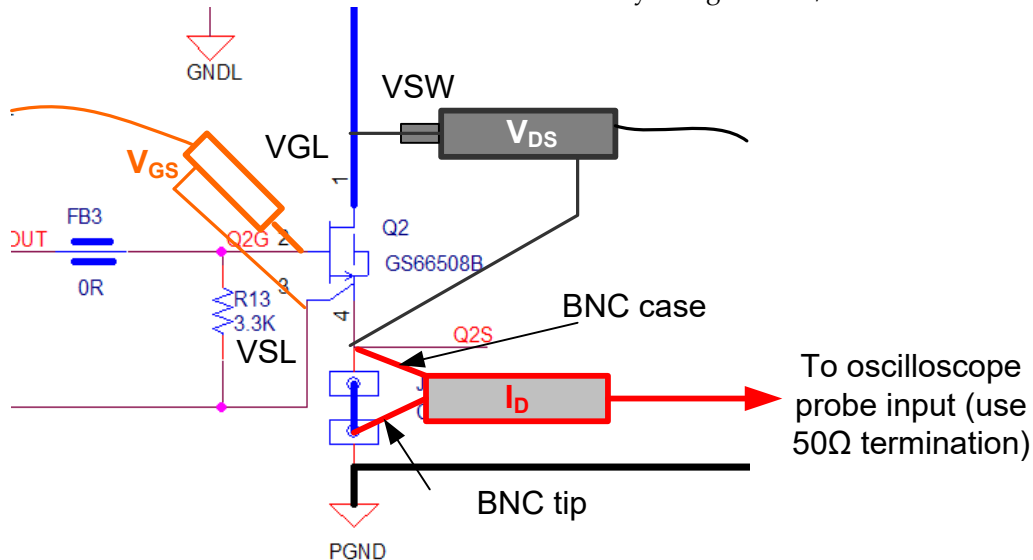 GNDL
VSW
VDS
VGL
VGS
1
FB3
Q2
OUT
Q2G
2
GS66508B
0R
3
R13
4
BNC case
3.3K
Q2S
VSL
J
ID
To oscilloscope
probe input (use
50Ω termination)
BNC tip
PGND